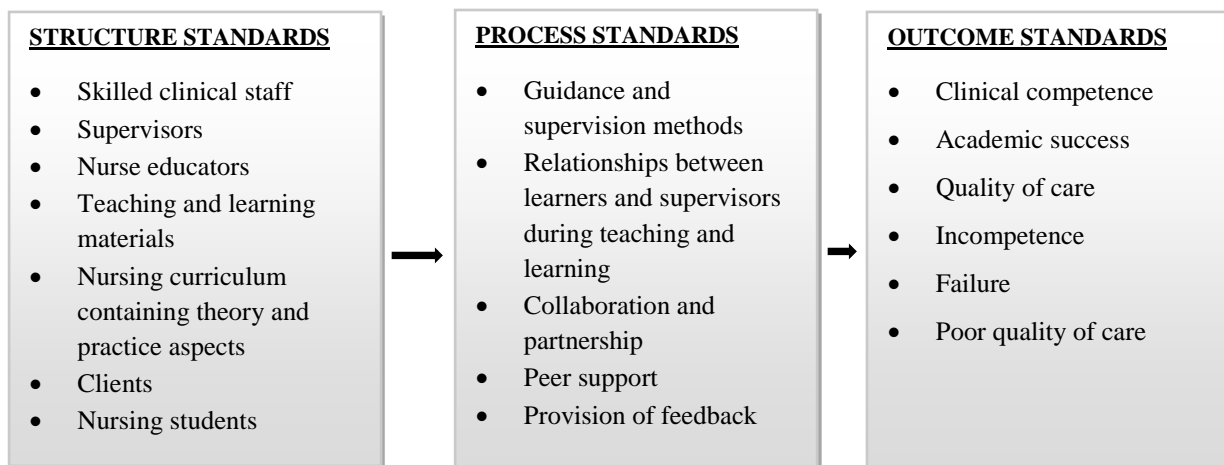 STRUCTURE STANDARDS
• Skilled clinical staff
• Supervisors
• Nurse educators
• Teaching and learning
materials
• Nursing curriculum
containing theory and
practice aspects
• Clients
• Nursing students
PROCESS STANDARDS
• Guidance and
supervision methods
• Relationships between
learners and supervisors
during teaching and
learning
• Collaboration and
partnership
• Peer support
• Provision of feedback
OUTCOME STANDARDS
• Clinical competence
• Academic success
• Quality of care
• Incompetence
• Failure
• Poor quality of care